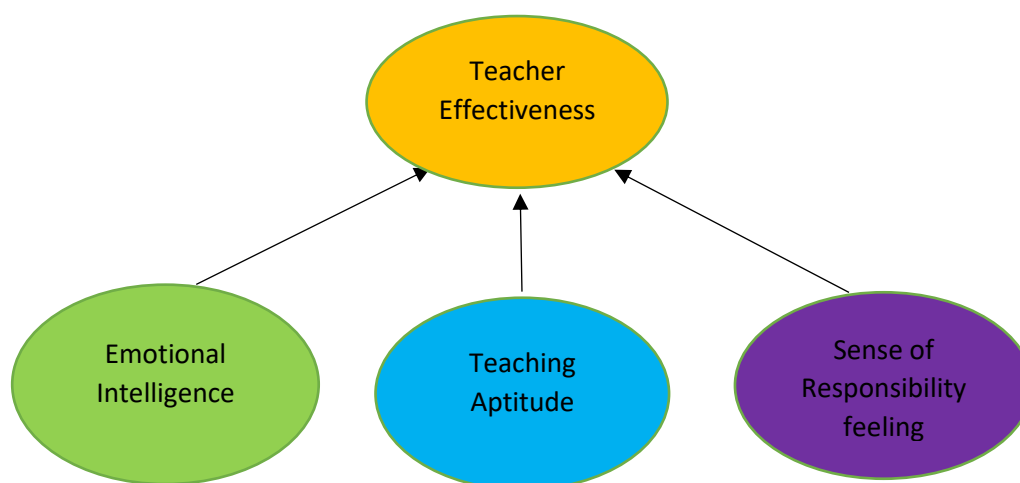 Teacher
Effectiveness
Emotional
Intelligence
Teaching
Aptitude
Sense of
Responsibility
feeling